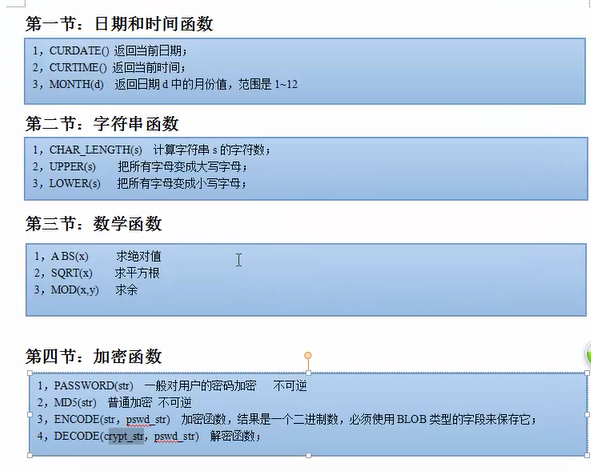 第一节：日期和时间函数
1，CURDATE() 返回当前日期；
2，CURTIME() 返回当前时间；
3，MONTH(d) 返回日期 d 中的月份值，范围是 1~12
第二节：字符串函数
1，CHAR_LENGTH(s) 计算字符串 s 的字符数；
2，UPPER(s) 把所有字母变成大写字母；
3，LOWER(s) 把所有字母变成小写字母；
第三节：数学函数
1，A BS(x) 求绝对值
2，SQRT(x) 求平方根
3，MOD(x,y) 求余
第四节：加密函数
1，PASSWORD(str) 一般对用户的密码加密 不可逆
2，MD5(str) 普通加密 不可逆
3，ENCODE(str，pswd_str) 加密函数，结果是一个二进制数，必须使用 BLOB 类型的字段来保存它；
4，DECODE(crypt_str，pswd_str) 解密函数；